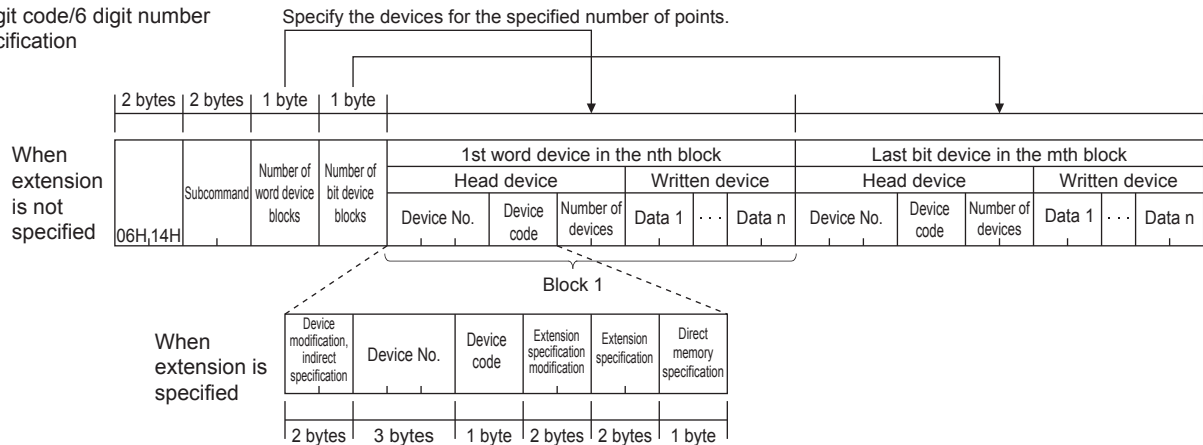 git code/6 digit number
cification
Specify the devices for the specified number of points.
2 bytes 2 bytes 1 byte 1 byte
When
extension
is not
specified
06H 14H
Subcommand
Number of
word device
blocks
Number of
bit device
blocks
1st word device in the nth block
Head device
Written device
Device No.
Device
code
Number of
devices
Data 1
...
Data n
Last bit device in the mth block
Head device
Written device
Device No.
Device
code
Number of
devices
Data 1
...
Data n
Block 1
When
extension is
specified
Device
modification,
indirect
specification
Device No.
Device
code
Extension
specification
modification
Extension
specification
Direct
memory
specification
2 bytes 3 bytes 1 byte 2 bytes 2 bytes 1 byte